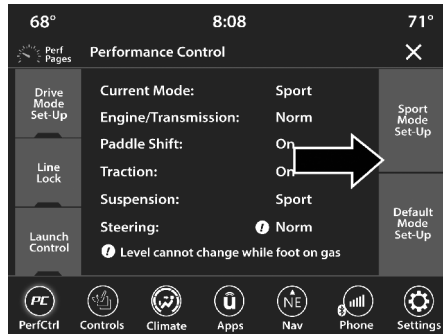 68° 8:08 71°
Perf
Pages
Performance Control
Drive
Mode
Set-Up
Line
Lock
Launch
Control
Current Mode: Sport
Engine/Transmission: Norm
Paddle Shift: On
Traction: On
Suspension: Sport
Steering: Norm
Level cannot change while foot on gas
Sport
Mode
Set-Up
Default
Mode
Set-Up
PC û NE
PerfCtrl Controls Climate Apps Nav Phone Settings